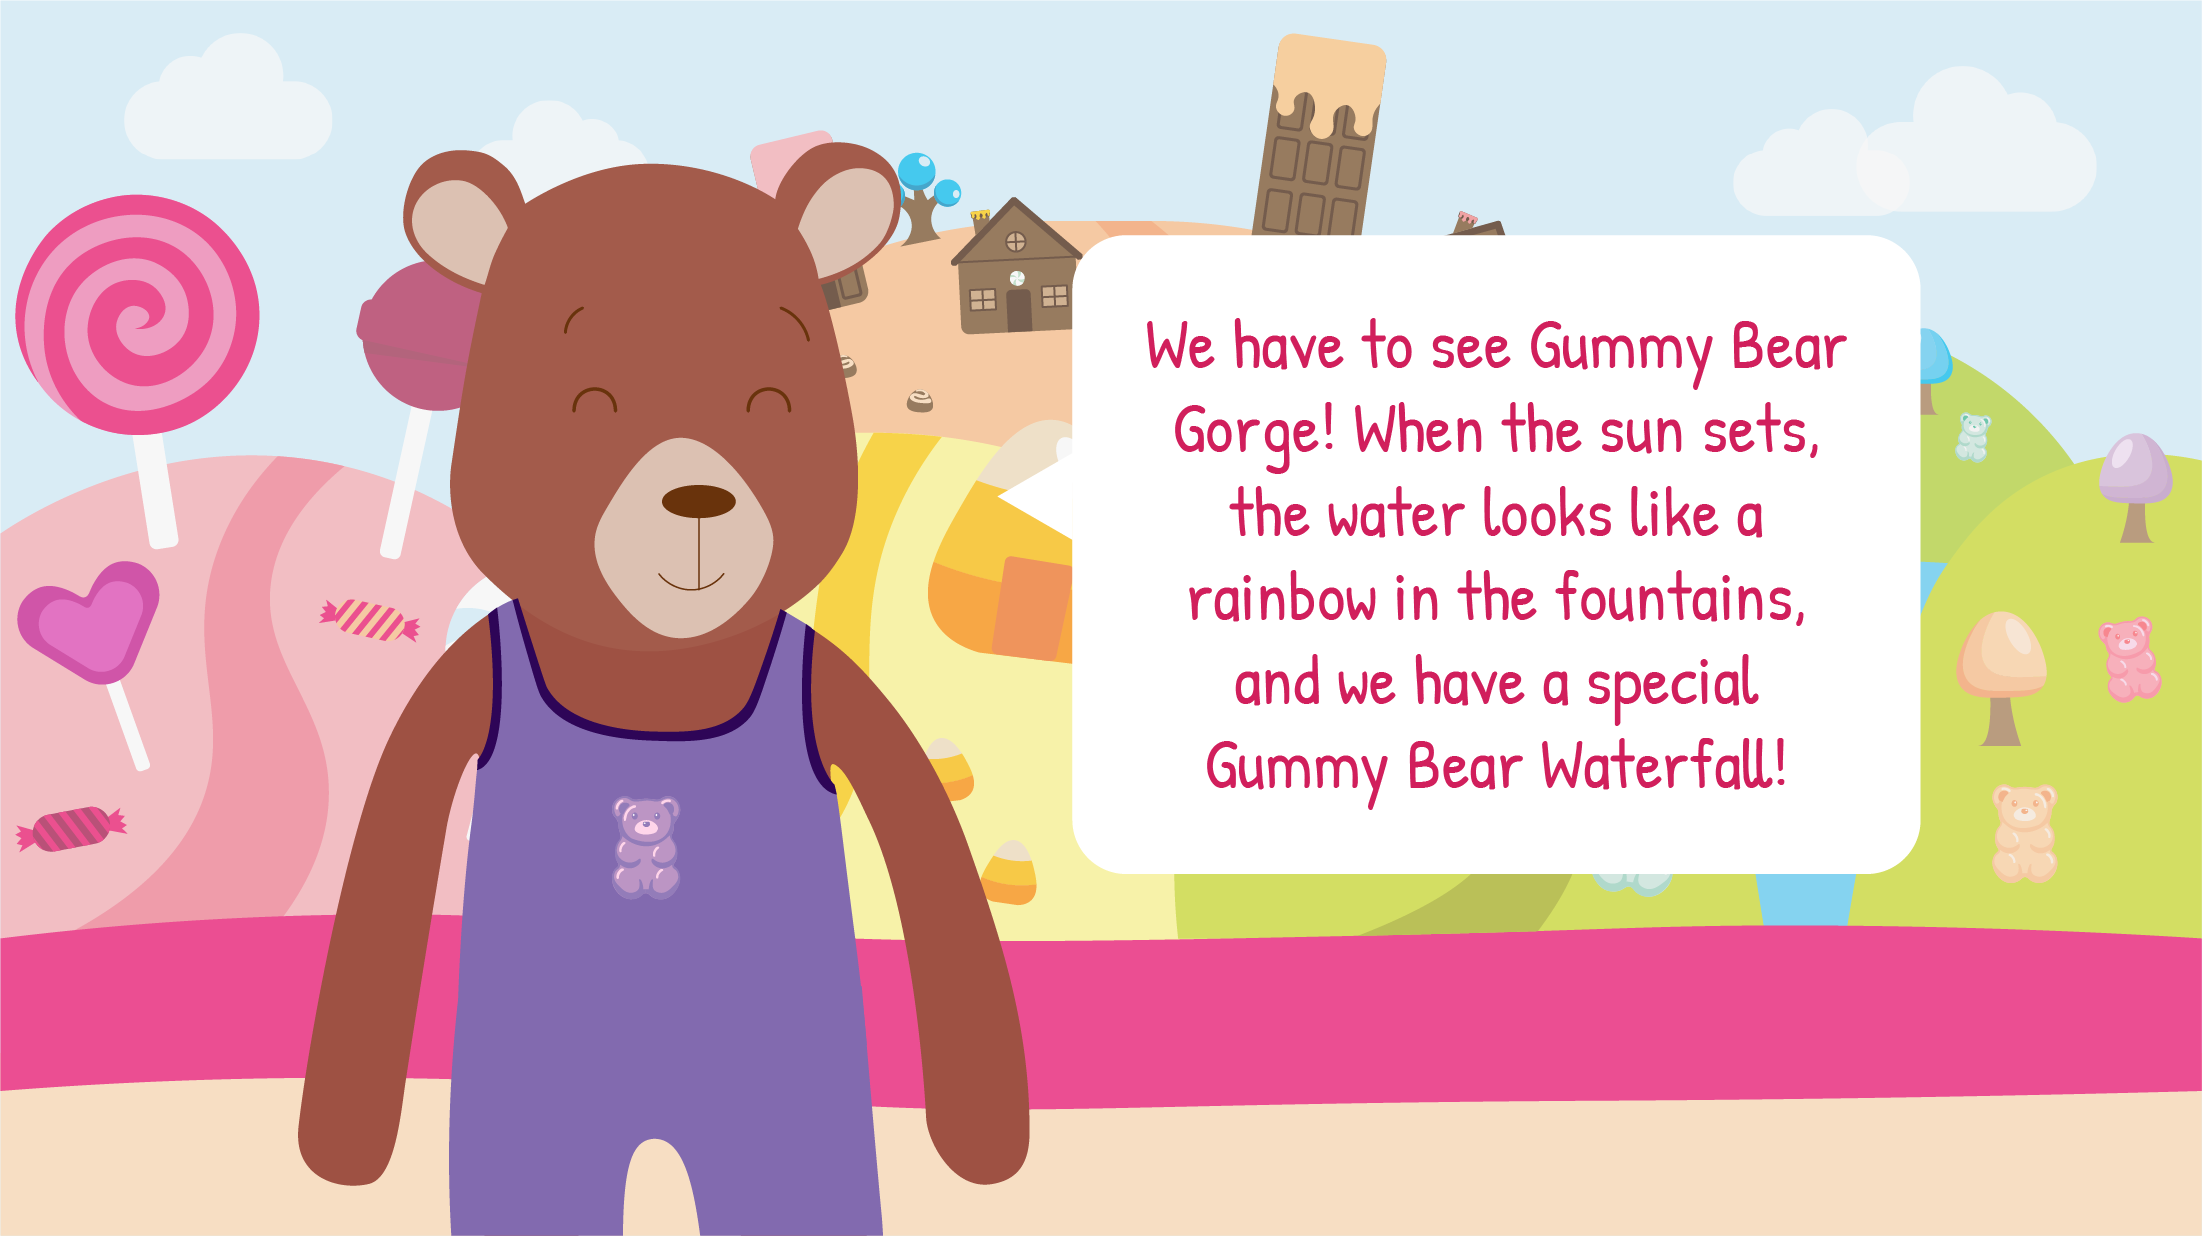 We have to see Gummy Bear
Gorge! When the sun sets,
the water looks like a
rainbow in the fountains,
and we have a special
Gummy Bear Waterfall!